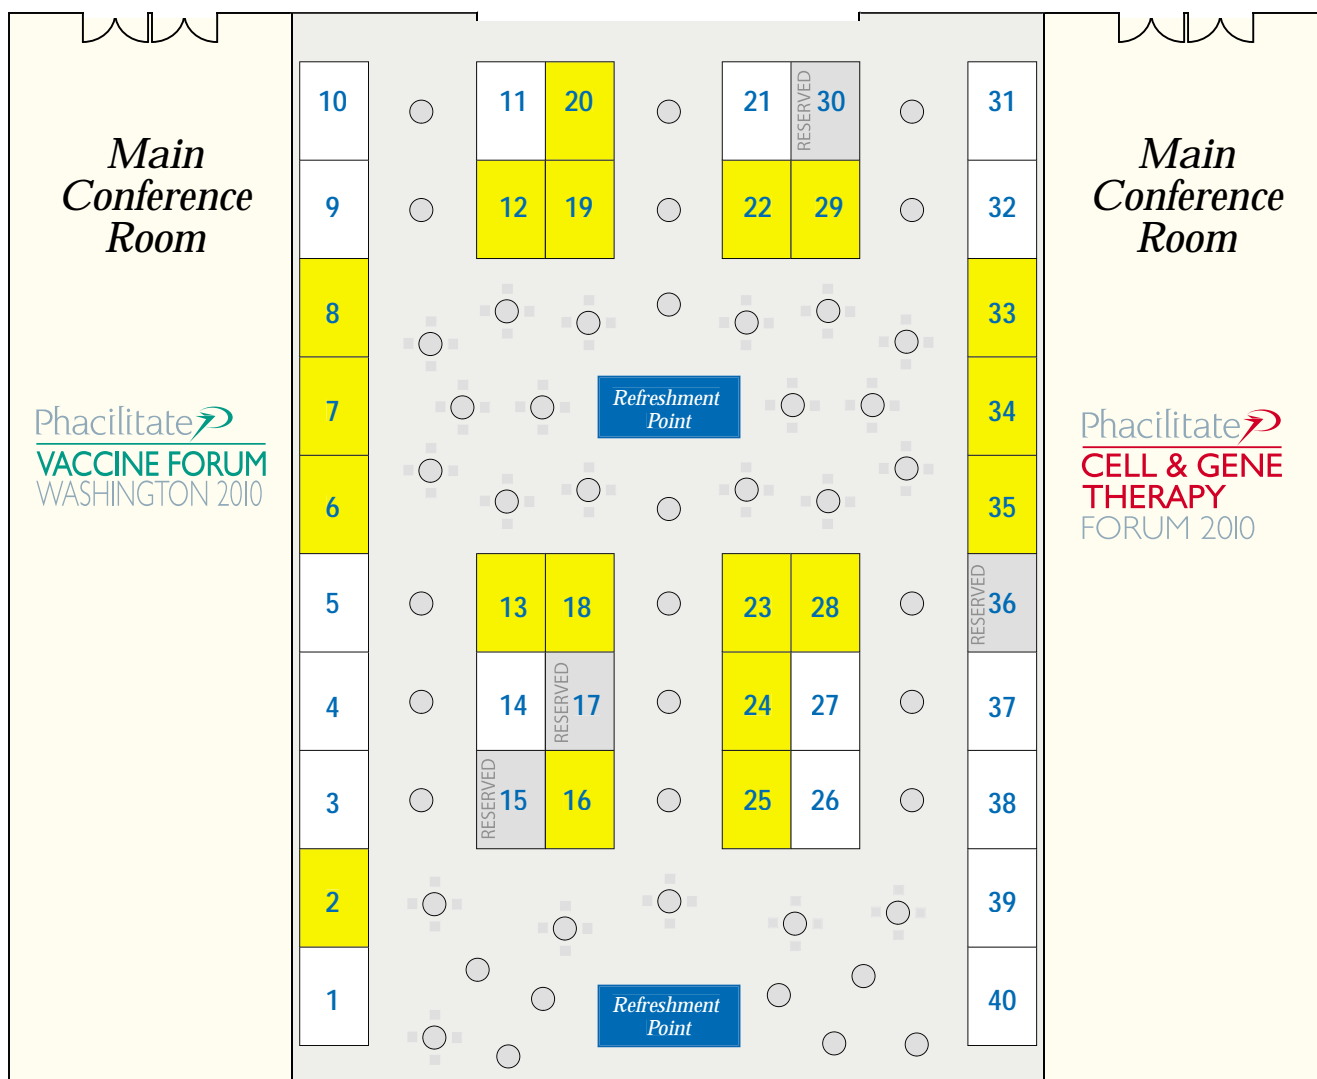 10
11
20
21
RESERVED
30
31
Main
Conference
Room
Main
Conference
Room
9
12
19
22
29
32
8
33
Refreshment
Point
7
34
Phacilitate
VACCINE FORUM
WASHINGTON 2010
Phacilitate
CELL & GENE
THERAPY
FORUM 2010
6
35
5
13
18
23
28
RESERVED
36
4
14
RESERVED
17
24
27
37
3
RESERVED
15
16
25
26
38
2
39
1
Refreshment
Point
40